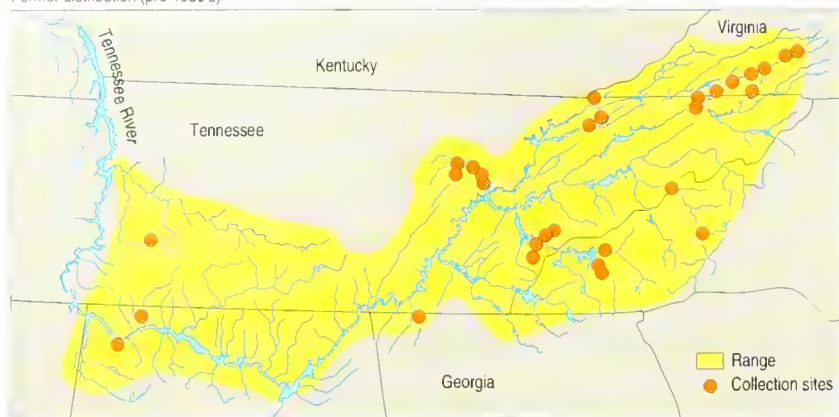 Virginia
Kentucky
Tennessee River
Tennessee
Georgia
Range
Collection sites